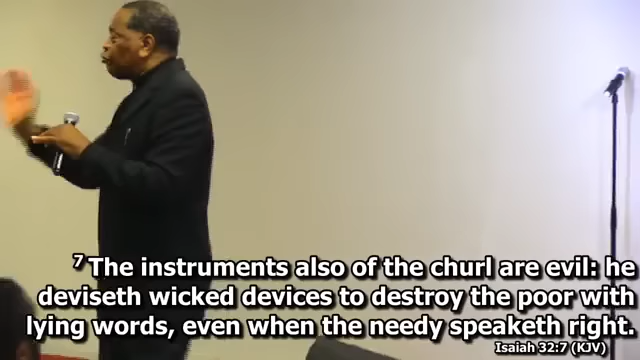 7 The instruments also of the churl are evil: he
deviseth wicked devices to destroy the poor with
lying words, even when the needy speaketh right.
Isaiah 32:7 (KJV)